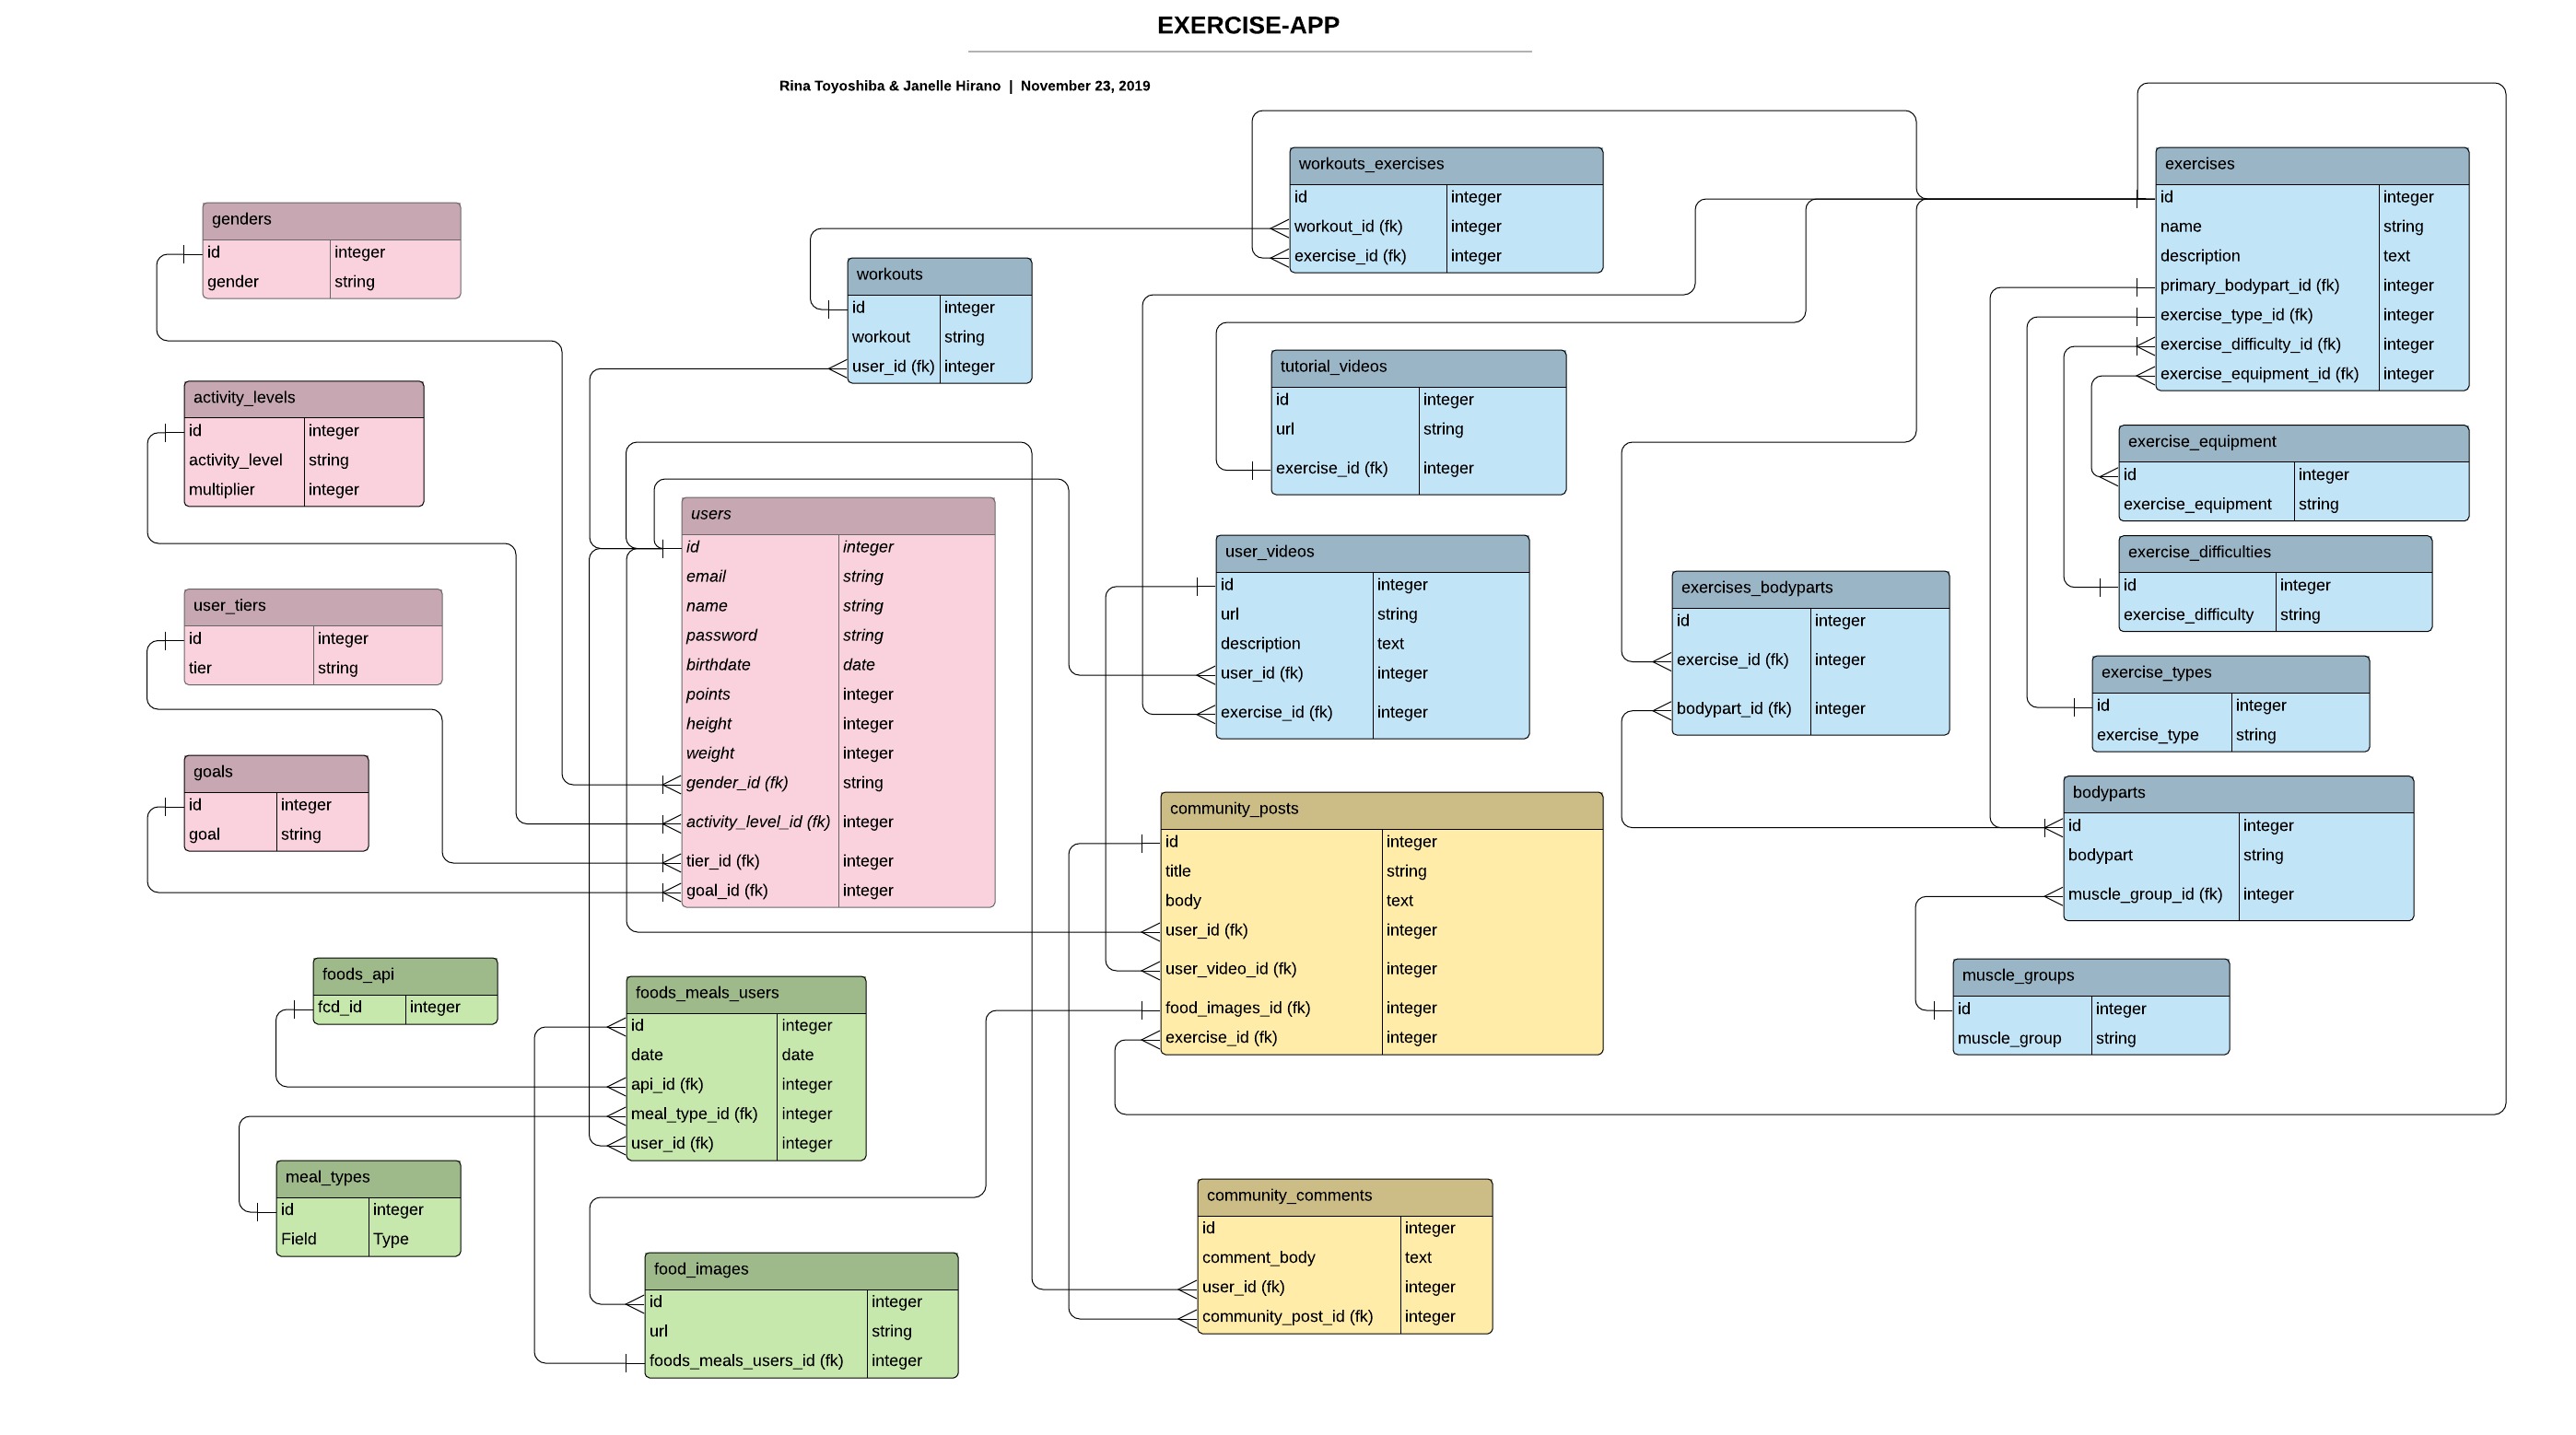 EXERCISE-APP
Rina Toyoshiba & Janelle Hirano | November 23, 2019
genders
id integer
gender string
activity_levels
id integer
activity_level string
multiplier integer
user_tiers
id integer
tier string
goals
id integer
goal string
workouts
id integer
workout string
user_id (fk) integer
users
id integer
email string
name string
password string
birthdate date
points integer
height integer
weight integer
gender_id (fk) string
activity_level_id (fk) integer
tier_id (fk) integer
goal_id (fk) integer
foods_api
fcd_id integer
meal_types
id integer
Field Type
foods_meals_users
id integer
date date
api_id (fk) integer
meal_type_id (fk) integer
user_id (fk) integer
food_images
id integer
url string
foods_meals_users_id (fk) integer
workouts_exercises
id integer
workout_id (fk) integer
exercise_id (fk) integer
tutorial_videos
id integer
url string
exercise_id (fk) integer
user_videos
id integer
url string
description text
user_id (fk) integer
exercise_id (fk) integer
community_posts
id integer
title string
body text
user_id (fk) integer
user_video_id (fk) integer
food_images_id (fk) integer
exercise_id (fk) integer
community_comments
id integer
comment_body text
user_id (fk) integer
community_post_id (fk) integer
exercises_bodyparts
id integer
exercise_id (fk) integer
bodypart_id (fk) integer
exercises
id integer
name string
description text
primary_bodypart_id (fk) integer
exercise_type_id (fk) integer
exercise_difficulty_id (fk) integer
exercise_equipment_id (fk) integer
exercise_equipment
id integer
exercise_equipment string
exercise_difficulties
id integer
exercise_difficulty string
exercise_types
id integer
exercise_type string
bodyparts
id integer
bodypart string
muscle_group_id (fk) integer
muscle_groups
id integer
muscle_group string